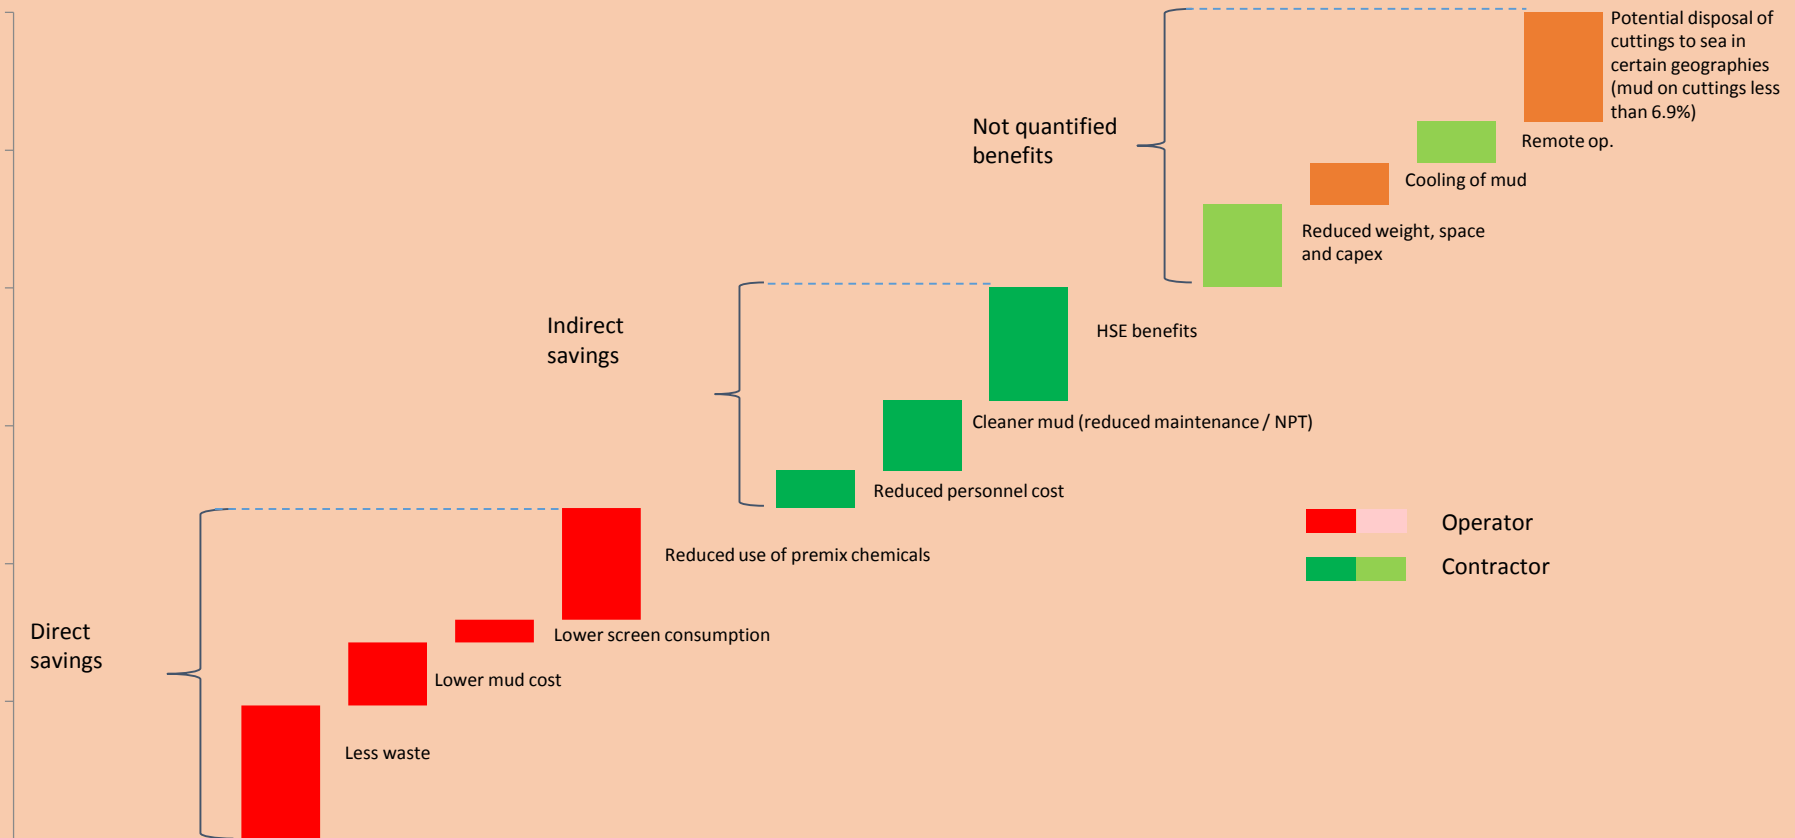 Potential disposal of
cuttings to sea in
certain geographies
(mud on cuttings less
than 6.9%)
Not quantified
benefits
Remote op.
Cooling of mud
Reduced weight, space
and capex
Indirect
savings
HSE benefits
Cleaner mud (reduced maintenance / NPT)
Reduced personnel cost
Operator
Reduced use of premix chemicals
Contractor
Direct
savings
Lower screen consumption
Lower mud cost
Less waste